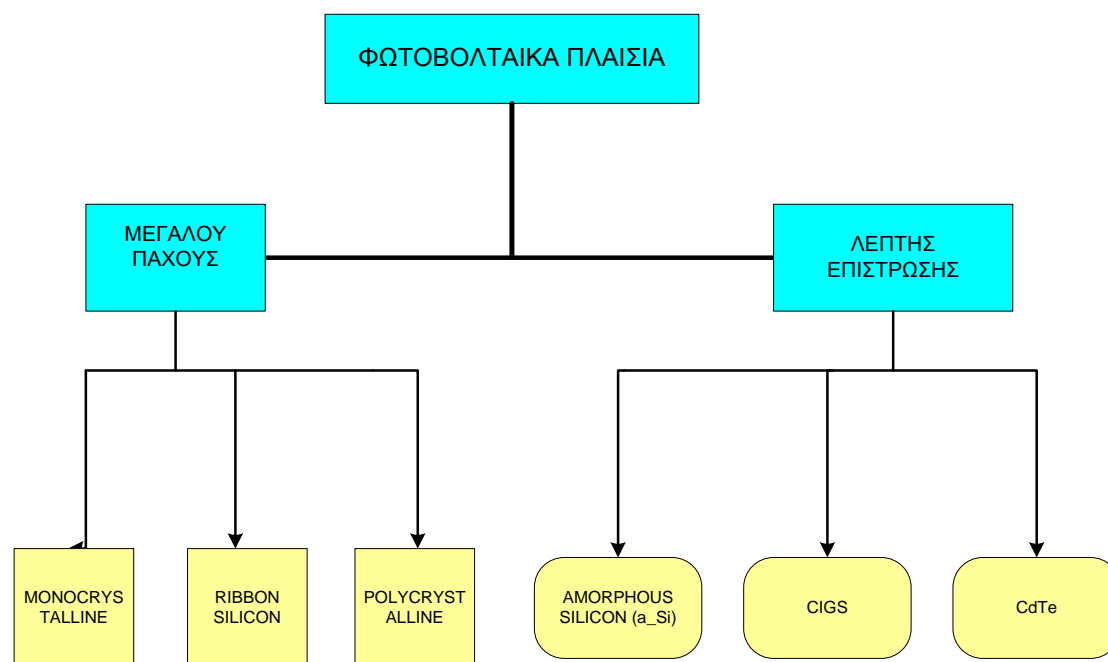 ΦΩΤΟΒΟΛΤΑΙΚΑ ΠΛΑΙΣΙΑ
ΜΕΓΑΛΟΥ
ΠΑΧΟΥΣ
ΛΕΠΤΗΣ
ΕΠΙΣΤΡΩΣΗΣ
MONOCRYS
TALLINE
RIBBON
SILICON
POLYCRYST
ALLINE
AMORPHOUS
SILICON (a_Si)
CIGS
CdTe